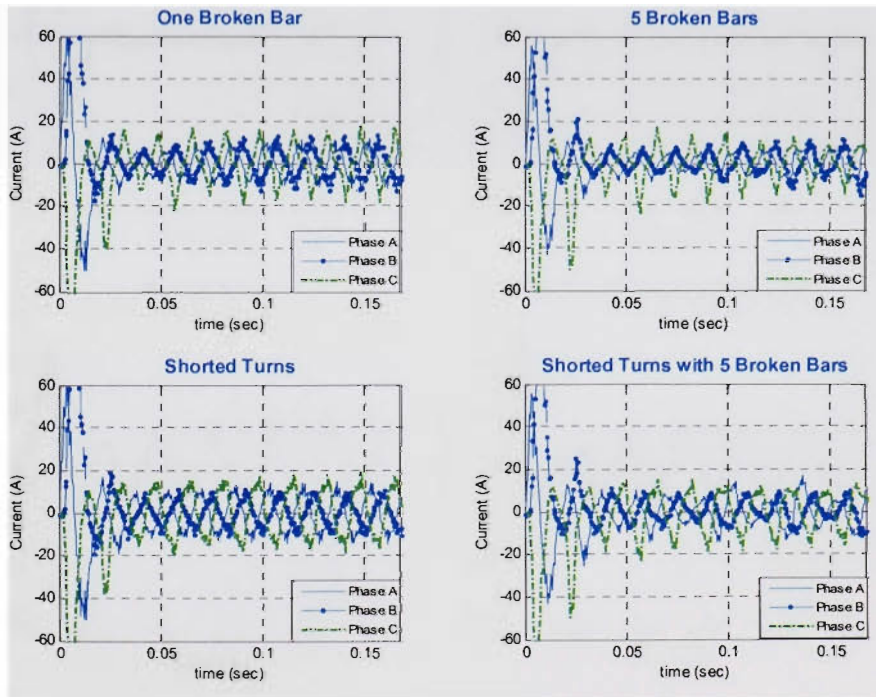 One Broken Bar
60
40
20
0
-20
-40
-60
Current (A)
0
0.05
0.1
0.15
time (sec)
Phase A
Phase B
Phase C
5 Broken Bars
60
40
20
0
-20
-40
-60
Current (A)
0
0.05
0.1
0.15
time (sec)
Phase A
Phase B
Phase C
Shorted Turns
60
40
20
0
-20
-40
-60
Current (A)
0
0.05
0.1
0.15
time (sec)
Phase A
Phase B
Phase C
Shorted Turns with 5 Broken Bars
60
40
20
0
-20
-40
-60
Current (A)
0
0.05
0.1
0.15
time (sec)
Phase A
Phase B
Phase C